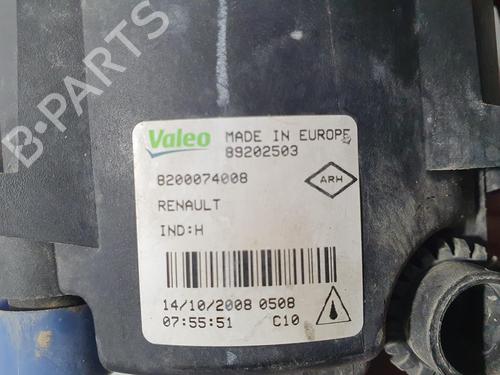 B-PARTS
Valeo MADE IN EUROPE
89202503
8200074008
ARH
RENAULT
IND:H
14/10/2008 0508
07:55:51 C10